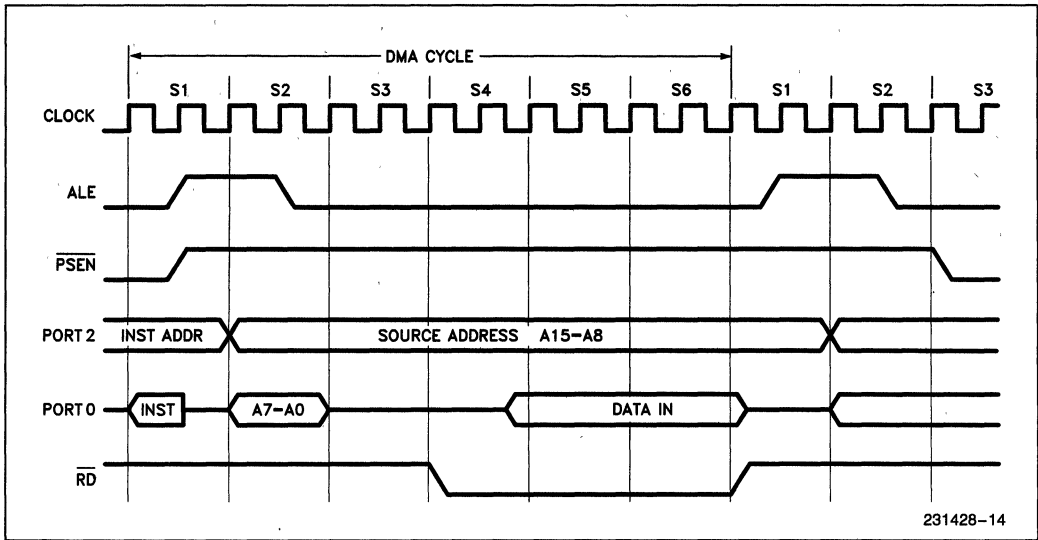 DMA CYCLE
S1 S2 S3 S4 S5 S6 S1 S2 S3
CLOCK
ALE
PSEN
PORT 2 INST ADDR SOURCE ADDRESS A15–A8
PORT 0 INST A7–A0 DATA IN
RD
231428–14